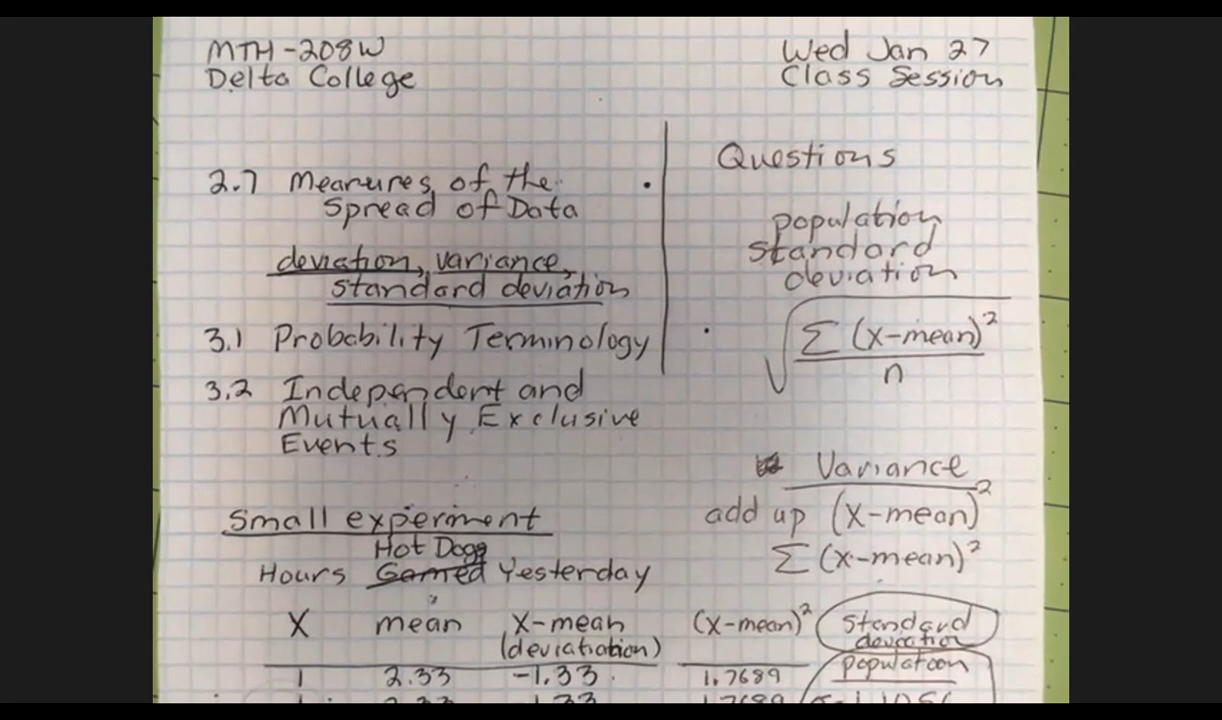 MTH-208W
Delta College
Wed Jan 27
Class Session
2.7 Measures of the
Spread of Data
deviation, variance,
standard deviation
3.1 Probability Terminology
3.2 Independent and
Mutually Exclusive
Events
Questions
population
standard
deviation
√ Σ(x-mean)²
n
Variance
add up (x-mean)²
Σ(x-mean)²
Small experiment
Hot Dogs
Hours Gamed Yesterday
X mean X-mean (x-mean)² standard
(deviatiation) deviation
population
1 2.33 -1.33 1.7689